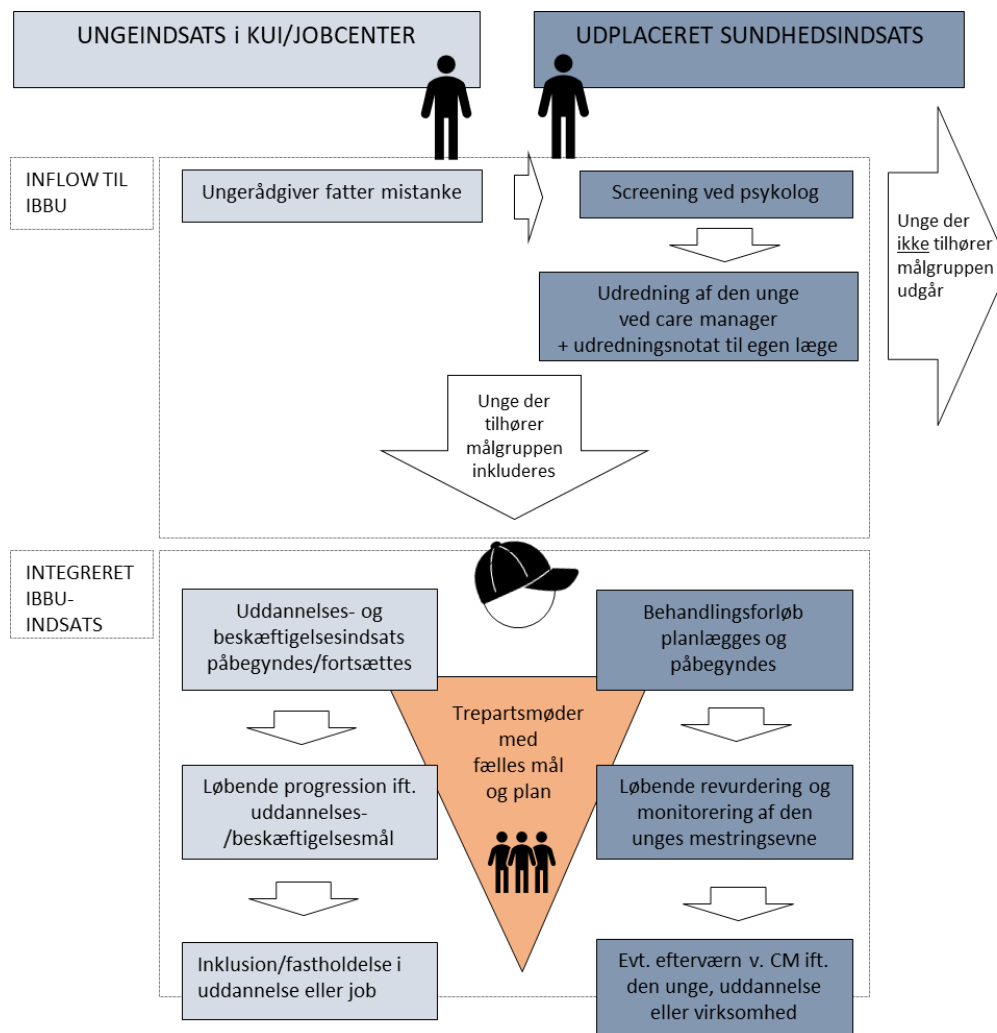 UNGEINDSATS i KUI/JOBCENTER
UDPLACERET SUNDHEDSINDSATS
INFLOW TIL
IBBU
Ungerådgiver fatter mistanke
Screening ved psykolog
Unge der
ikke tilhører
målgruppen
udgår
Udredning af den unge
ved care manager
+ udredningsnotat til egen læge
Unge der
tilhører
målgruppen
inkluderes
INTEGRERET
IBBU-
INDSATS
Uddannelses- og
beskæftigelsesindsats
påbegyndes/fortsættes
Behandlingsforløb
planlægges og
påbegyndes
Trepartsmøder
med
fælles mål
og plan
Løbende progression ift.
uddannelses-
/beskæftigelsesmål
Løbende revurdering og
monitorering af den
unges mestringsevne
Inklusion/fastholdelse i
uddannelse eller job
Evt. efterværn v. CM ift.
den unge, uddannelse
eller virksomhed